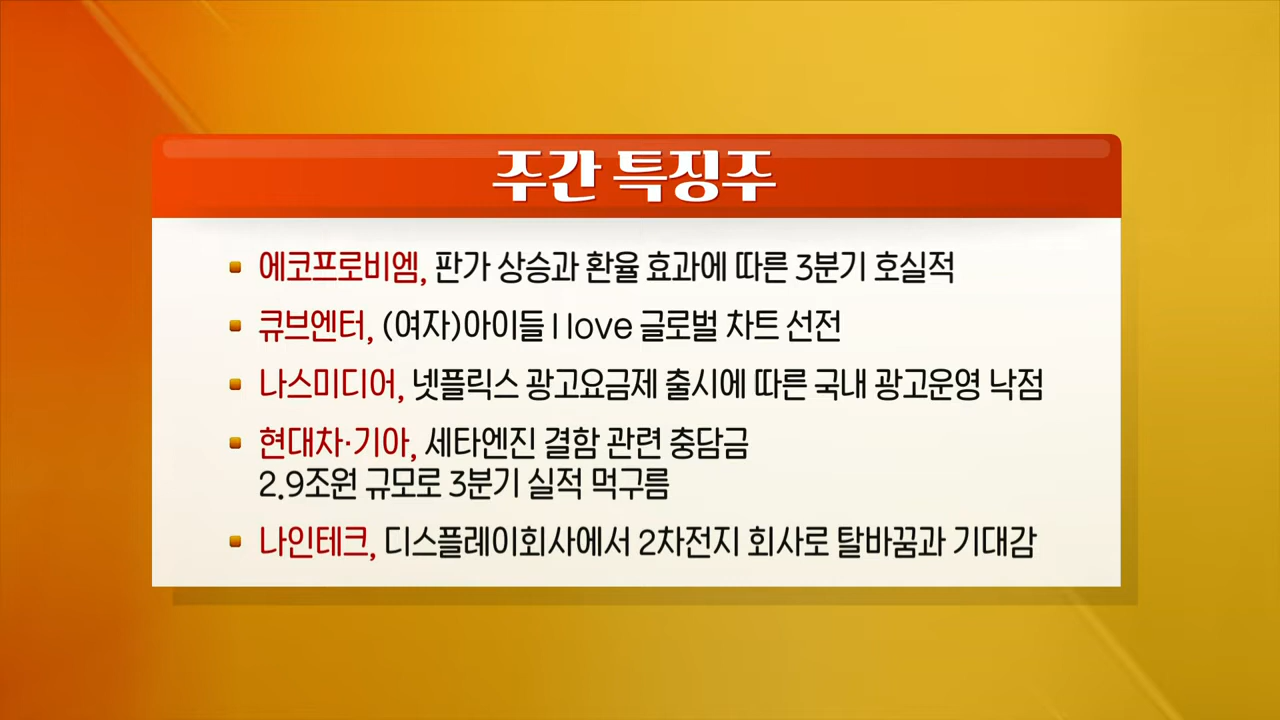 주간 특징주
에코프로비엠, 판가 상승과 환율 효과에 따른 3분기 호실적
큐브엔터, (여자)아이들 I love 글로벌 차트 선전
나스미디어, 넷플릭스 광고요금제 출시에 따른 국내 광고운영 낙점
현대차·기아, 세타엔진 결함 관련 충담금
2.9조원 규모로 3분기 실적 먹구름
나인테크, 디스플레이회사에서 2차전지 회사로 탈바꿈과 기대감